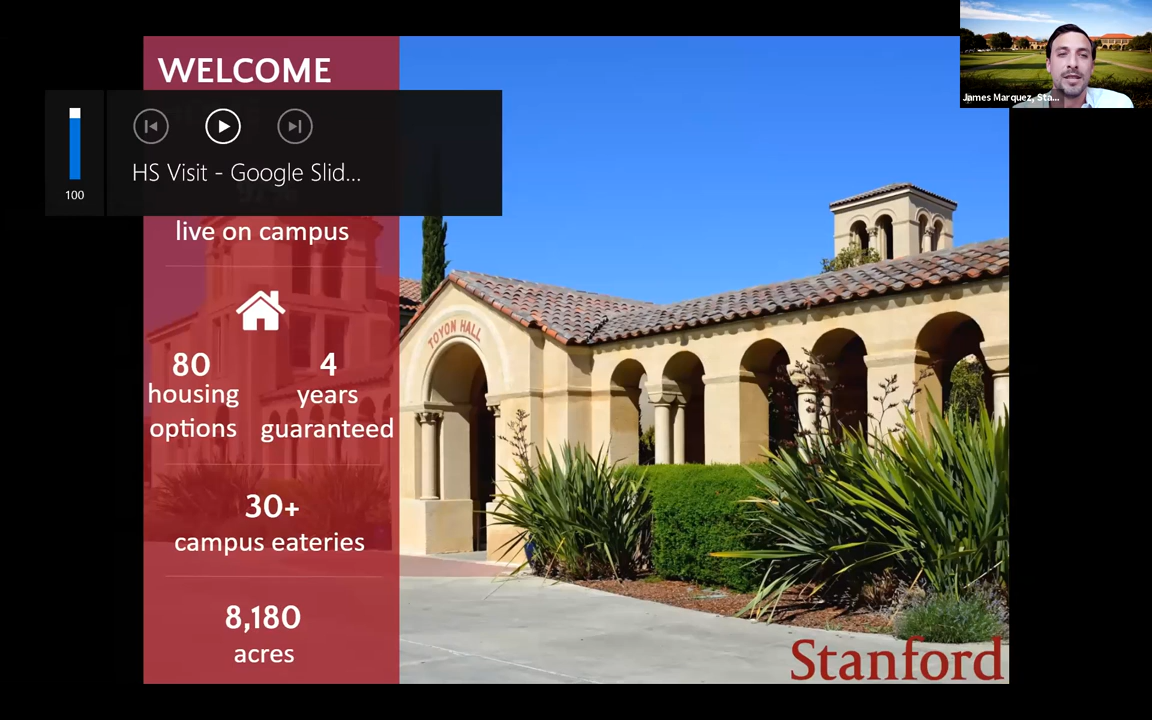 WELCOME
HS Visit - Google Slid...
100
live on campus
80
housing
options
4
years
guaranteed
30+
campus eateries
8,180
acres
TOYON HALL
Stanford
James Marquez, Sta...